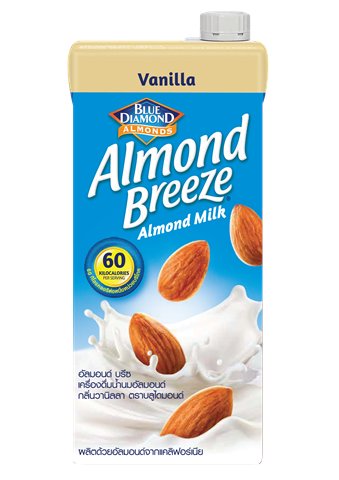 Vanilla
BLUE
DIAMOND
ALMONDS
Almond
Breeze®
Almond Milk
60
KILOCALORIES
PER SERVING
อัลมอนด์ บรีซ
เครื่องดื่มน้ำนมอัลมอนด์
กลิ่นวานิลลา ตราบลูไดมอนด์
ผลิตด้วยอัลมอนด์จากแคลิฟอร์เนีย